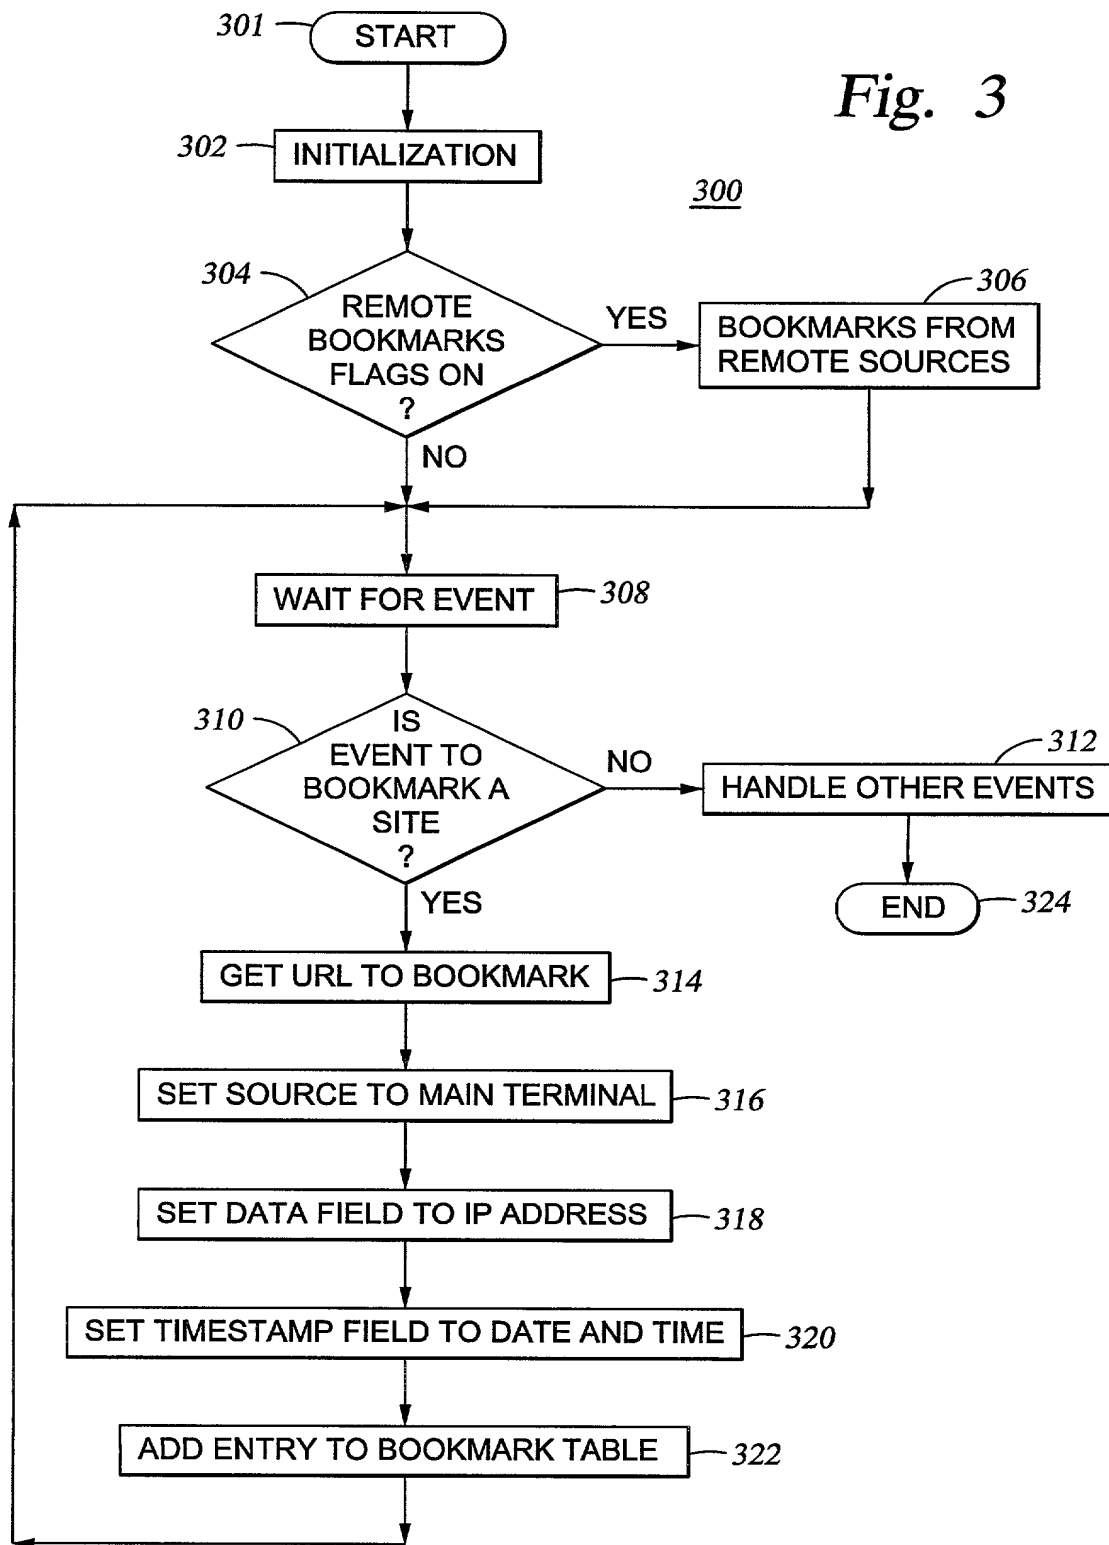 301
START
Fig. 3
302
INITIALIZATION
300
304
REMOTE
BOOKMARKS
FLAGS ON
?
YES
306
BOOKMARKS FROM
REMOTE SOURCES
NO
WAIT FOR EVENT
308
310
IS
EVENT TO
BOOKMARK A
SITE
?
NO
312
HANDLE OTHER EVENTS
END
324
YES
GET URL TO BOOKMARK
314
SET SOURCE TO MAIN TERMINAL
316
SET DATA FIELD TO IP ADDRESS
318
SET TIMESTAMP FIELD TO DATE AND TIME
320
ADD ENTRY TO BOOKMARK TABLE
322